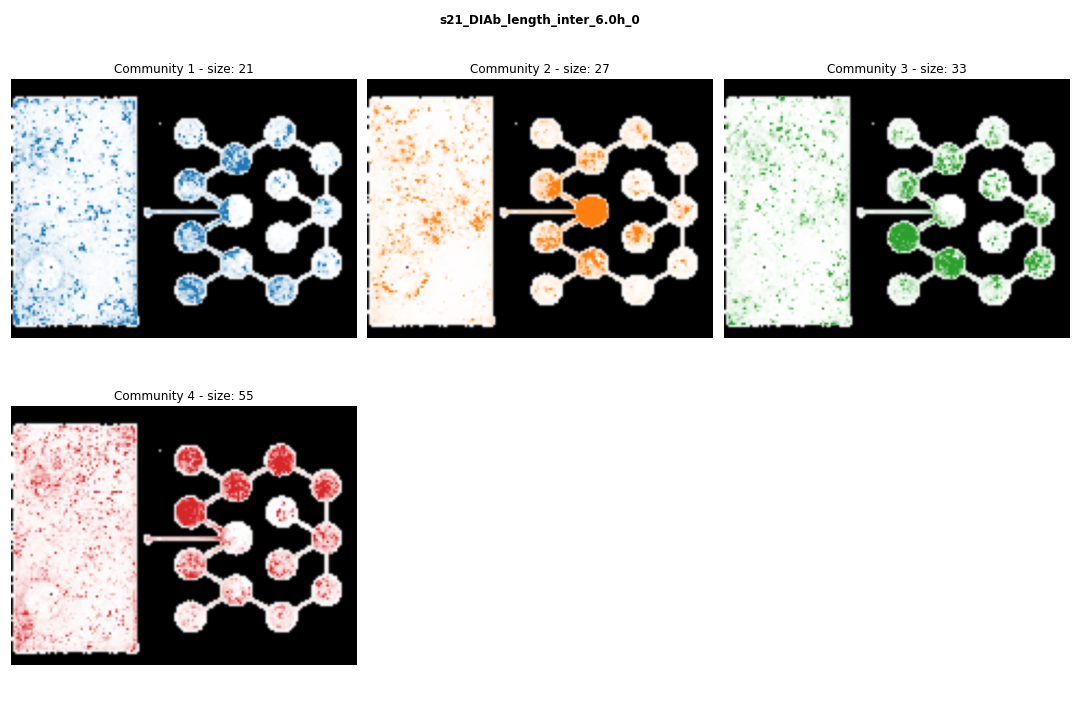 s21_DIAb_length_inter_6.0h_0
Community 1 - size: 21
Community 2 - size: 27
Community 3 - size: 33
Community 4 - size: 55